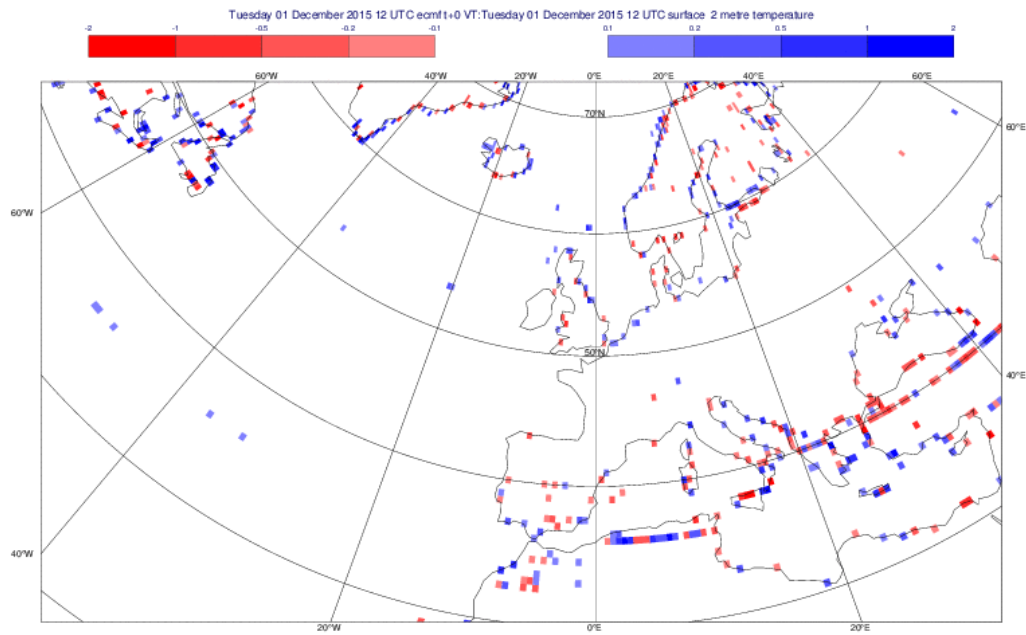 Tuesday 01 December 2015 12 UTC ecmf t+0 VT:Tuesday 01 December 2015 12 UTC surface 2 metre temperature
-2 -1 -0.5 -0.2 -0.1 0.1 0.2 0.5 1 2
60°W 40°W 20°W 0°E 20°E 40°E 60°E
70°N
60°E
60°W
50°N
40°E
40°W
20°W 0°E 20°E